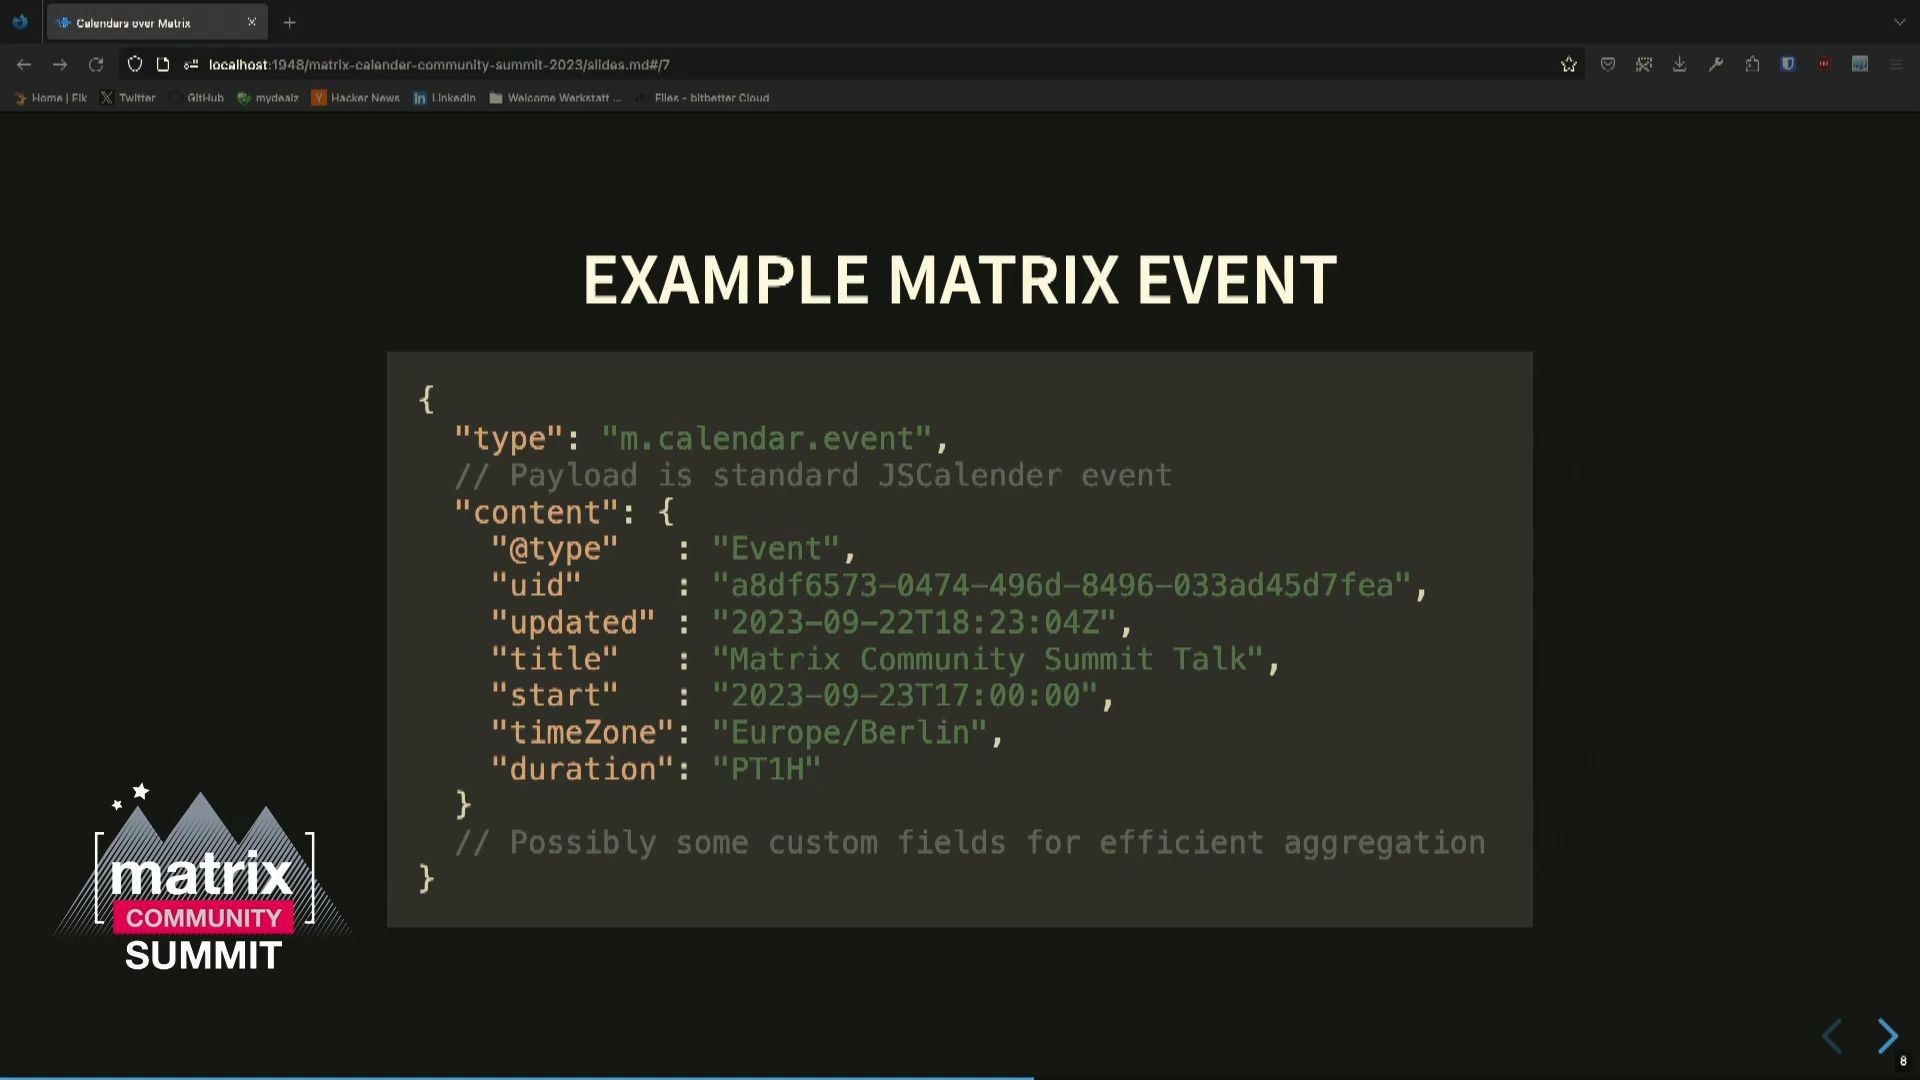 Calendars over Matrix
localhost:1948/matrix-calender-community-summit-2023/slides.md#/7
Home | Elk Twitter GitHub mydealz Hacker News LinkedIn Welcome Werkstatt ... Files - bitbetter Cloud
EXAMPLE MATRIX EVENT
{
"type": "m.calendar.event",
// Payload is standard JSCalender event
"content": {
"@type" : "Event",
"uid" : "a8df6573-0474-496d-8496-033ad45d7fea",
"updated" : "2023-09-22T18:23:04Z",
"title" : "Matrix Community Summit Talk",
"start" : "2023-09-23T17:00:00",
"timeZone": "Europe/Berlin",
"duration": "PT1H"
}
// Possibly some custom fields for efficient aggregation
}
[matrix]
COMMUNITY
SUMMIT
8